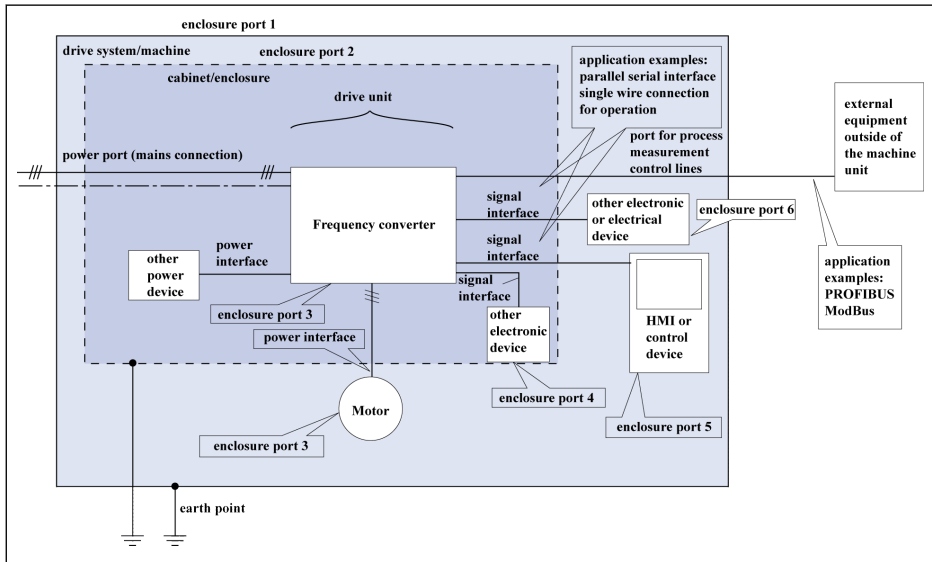 enclosure port 1
drive system/machine
enclosure port 2
cabinet/enclosure
drive unit
application examples:
parallel serial interface
single wire connection
for operation
port for process
measurement
control lines
external
equipment
outside of
the machine
unit
power port (mains connection)
Frequency converter
signal
interface
other electronic
or electrical
device
enclosure port 6
signal
interface
power
interface
other
power
device
signal
interface
application
examples:
PROFIBUS
ModBus
enclosure port 3
power interface
other
electronic
device
HMI or
control
device
enclosure port 4
Motor
enclosure port 3
enclosure port 5
earth point